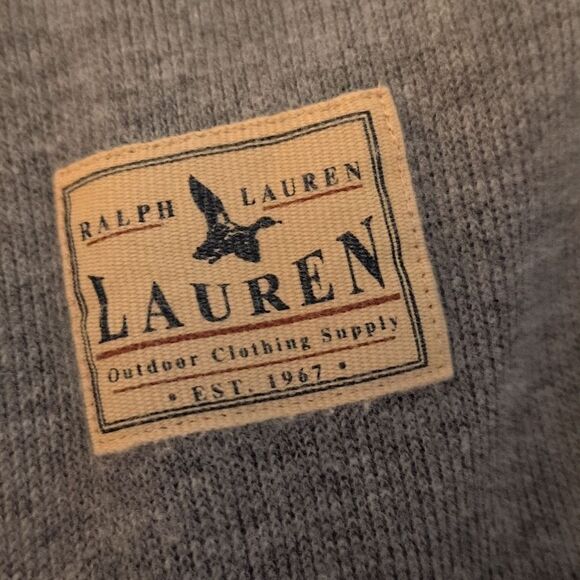 RALPH LAUREN
LAUREN
Outdoor Clothing Supply
• EST. 1967 •